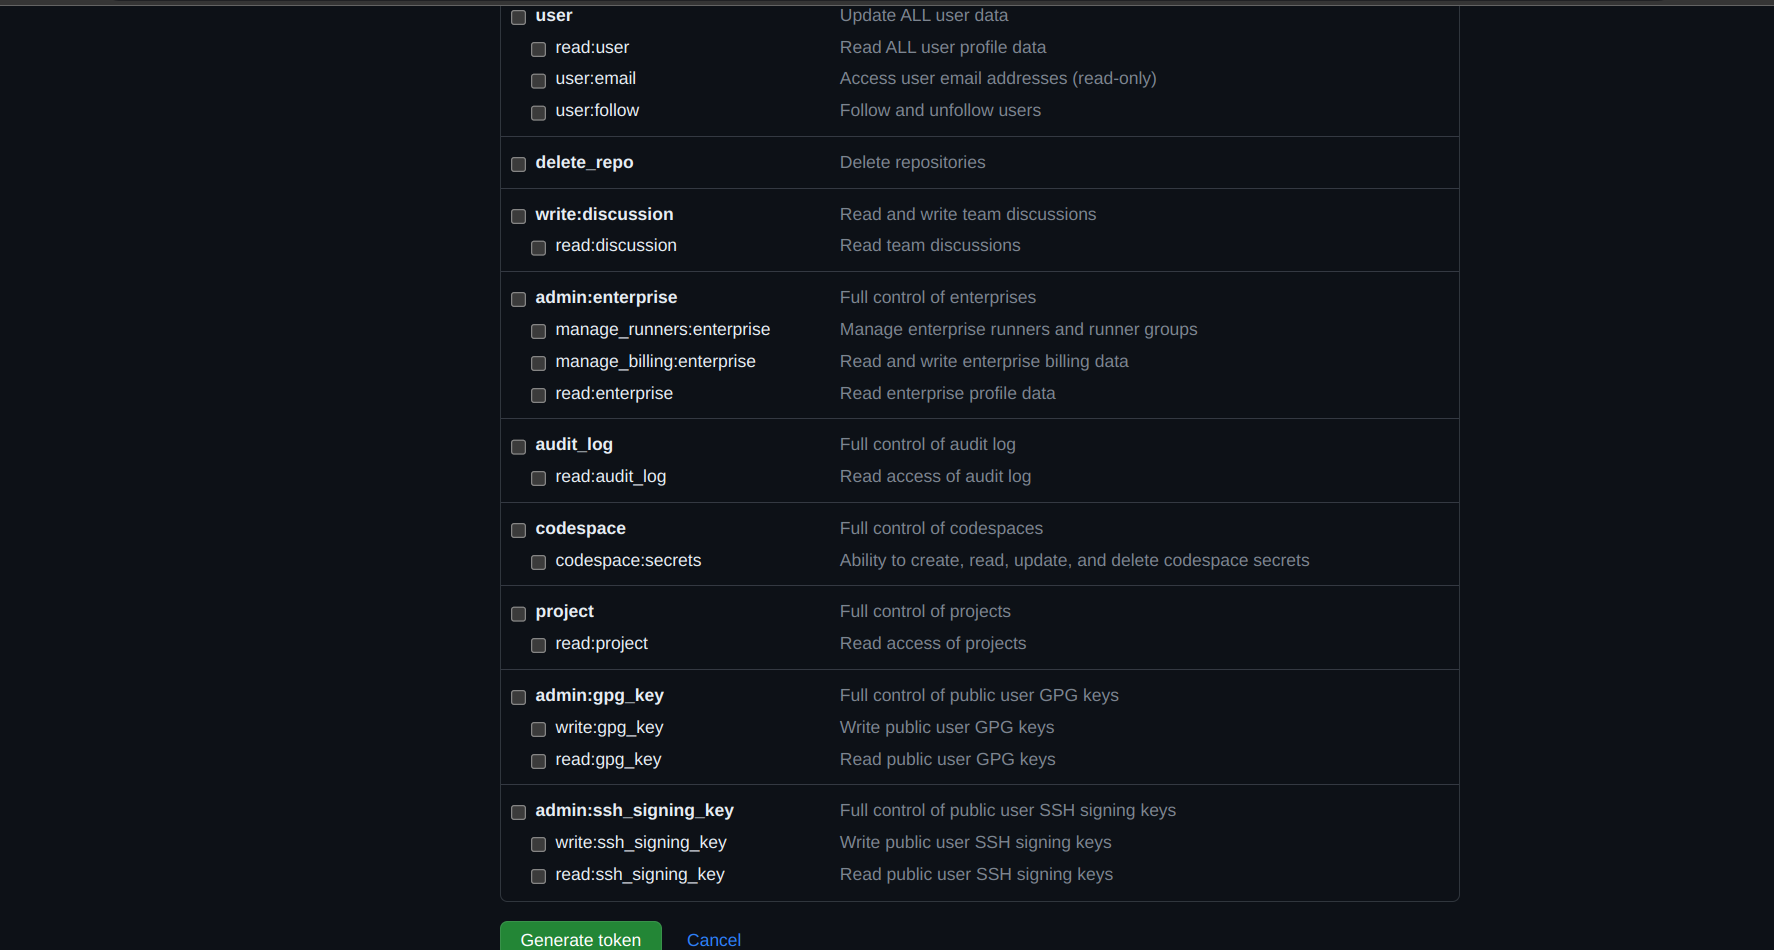 user Update ALL user data
read:user Read ALL user profile data
user:email Access user email addresses (read-only)
user:follow Follow and unfollow users
delete_repo Delete repositories
write:discussion Read and write team discussions
read:discussion Read team discussions
admin:enterprise Full control of enterprises
manage_runners:enterprise Manage enterprise runners and runner groups
manage_billing:enterprise Read and write enterprise billing data
read:enterprise Read enterprise profile data
audit_log Full control of audit log
read:audit_log Read access of audit log
codespace Full control of codespaces
codespace:secrets Ability to create, read, update, and delete codespace secrets
project Full control of projects
read:project Read access of projects
admin:gpg_key Full control of public user GPG keys
write:gpg_key Write public user GPG keys
read:gpg_key Read public user GPG keys
admin:ssh_signing_key Full control of public user SSH signing keys
write:ssh_signing_key Write public user SSH signing keys
read:ssh_signing_key Read public user SSH signing keys
Generate token Cancel